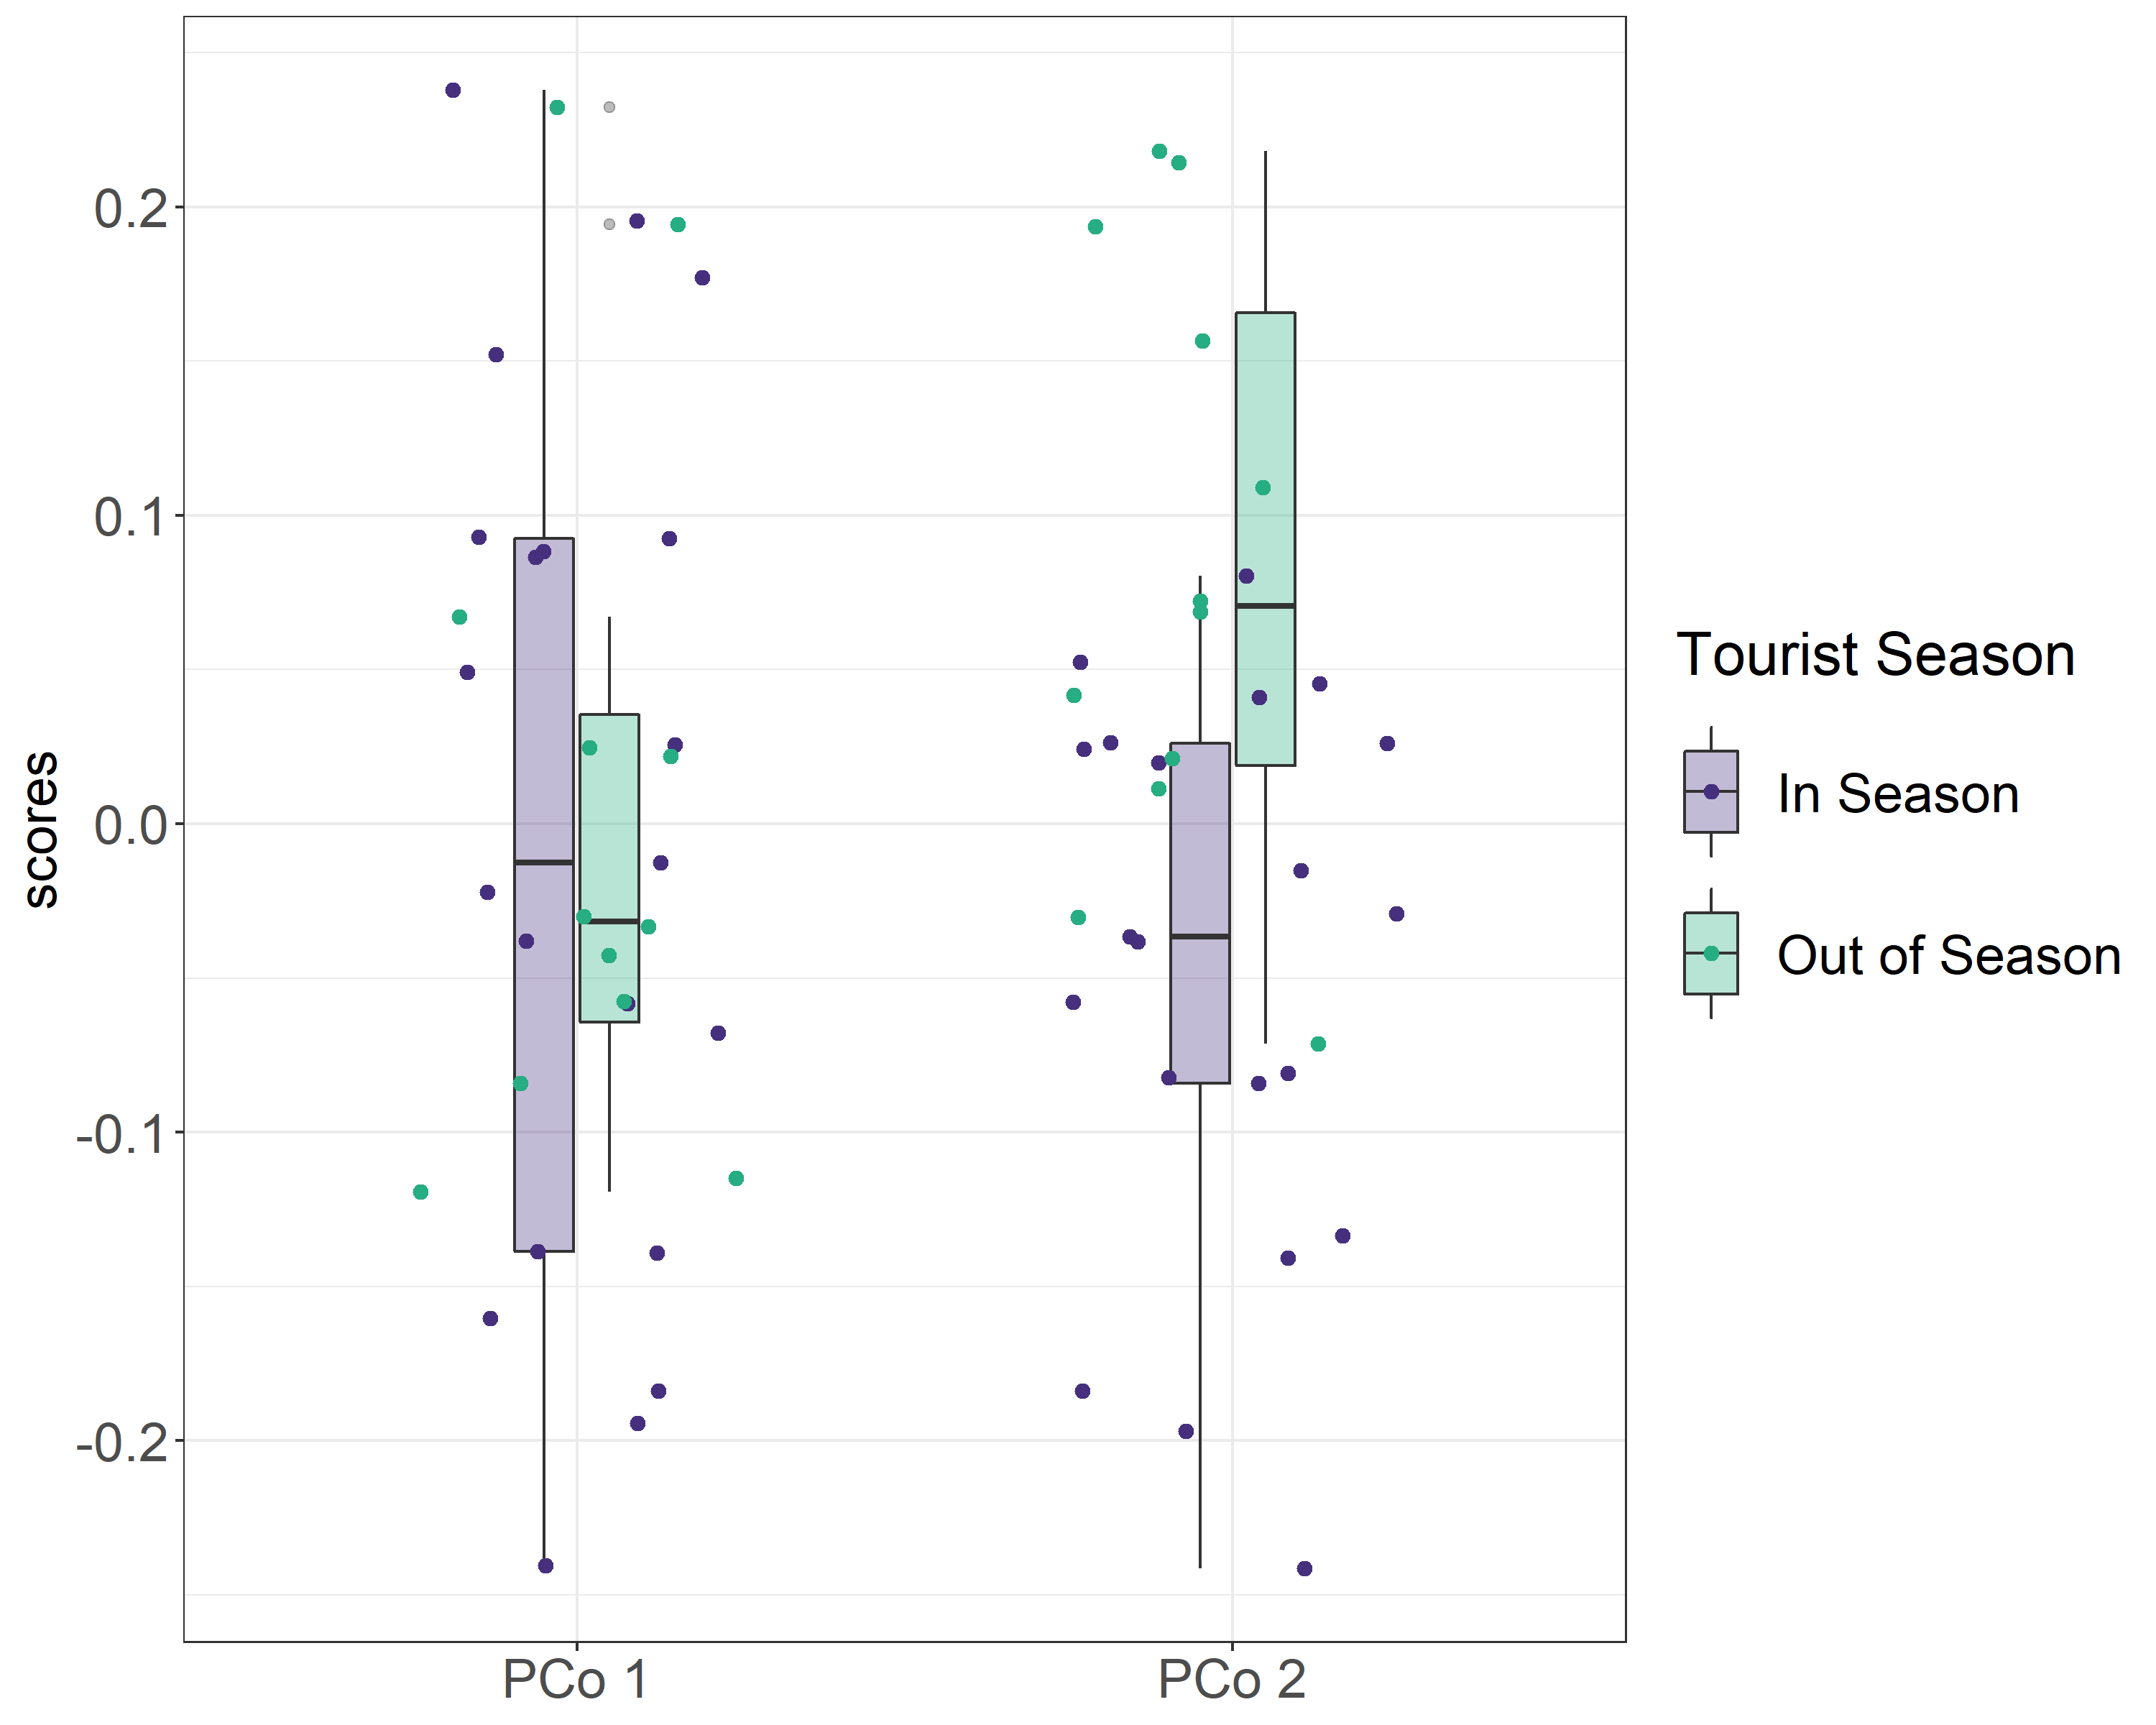 scores
0.2
0.1
0.0
-0.1
-0.2
PCo 1
PCo 2
Tourist Season
In Season
Out of Season